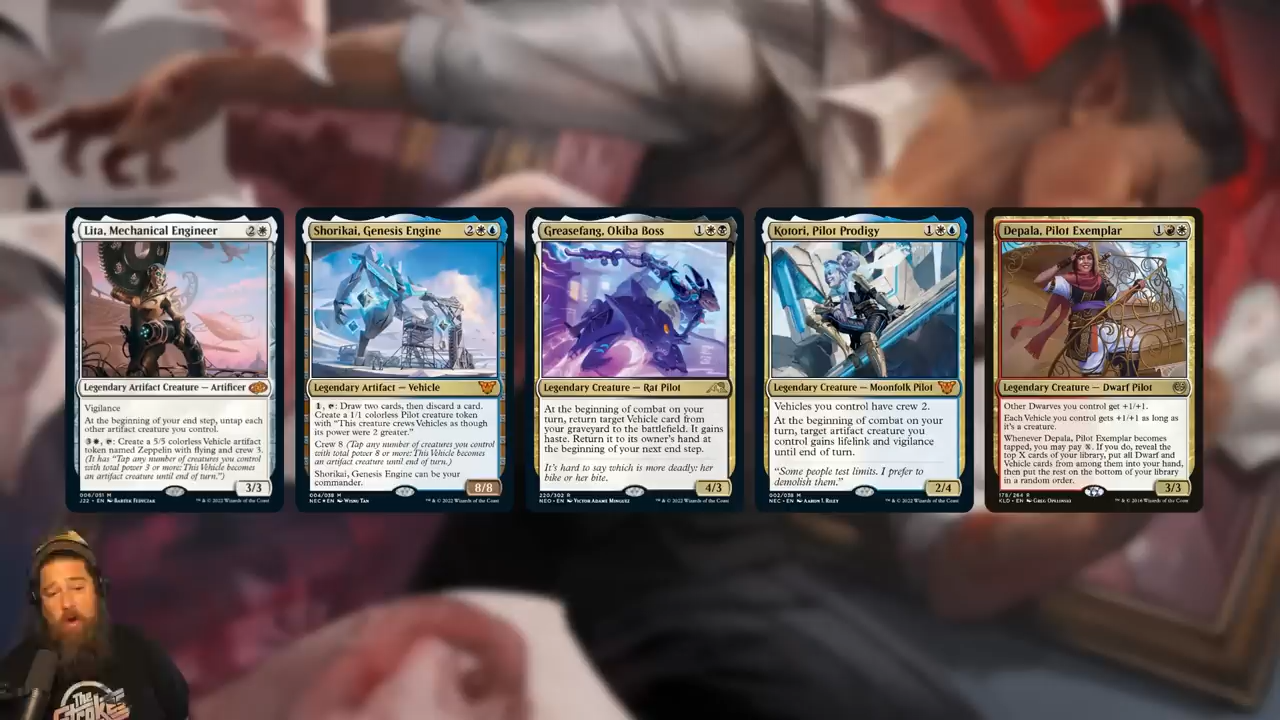 Lita, Mechanical Engineer 2
Legendary Artifact Creature — Artificer
Vigilance
At the beginning of your end step, untap each
other artifact creature you control.
3, : Create a 5/5 colorless Vehicle artifact
token named Zeppelin with flying and crew 3.
(It has "Tap any number of creatures you
control with total power 3 or more: This Vehicle becomes
an artifact creature until end of turn.")
3/3
Shorikai, Genesis Engine 2
Legendary Artifact — Vehicle
1, : Draw two cards, then discard a card.
Create a 1/1 colorless Pilot creature token
with "This creature crews Vehicles as though
its power were 2 greater."
Crew 8 (Tap any number of creatures you control
with total power 8 or more: This Vehicle becomes
an artifact creature until end of turn.)
Shorikai, Genesis Engine can be your
commander.
8/8
Greasefang, Okiba Boss 1
Legendary Creature — Rat Pilot
At the beginning of combat on your
turn, return target Vehicle card from
your graveyard to the battlefield. It gains
haste. Return it to its owner's hand at
the beginning of your next end step.
It's hard to say which is more deadly: her
bike or her bite.
4/3
Kotori, Pilot Prodigy 1
Legendary Creature — Moonfolk Pilot
Vehicles you control have crew 2.
At the beginning of combat on your
turn, target artifact creature you
control gains lifelink and vigilance
until end of turn.
"Some people test limits. I prefer to
demolish them."
2/4
Depala, Pilot Exemplar 1
Legendary Creature — Dwarf Pilot
Other Dwarves you control get +1/+1.
Each Vehicle you control gets +1/+1 as long as
it's a creature.
Whenever Depala, Pilot Exemplar becomes
tapped, you may pay X. If you do, reveal the
top X cards of your library, put all Dwarf and
Vehicle cards from among them into your hand,
then put the rest on the bottom of your library
in a random order.
3/3
The